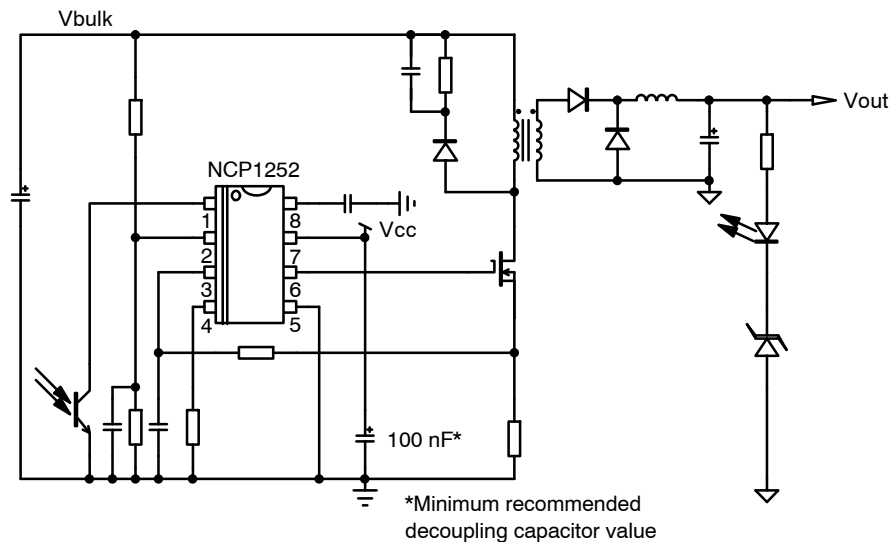 Vbulk
Vout
NCP1252
1
8
Vcc
2
7
3
6
4
5
100 nF*
*Minimum recommended
decoupling capacitor value